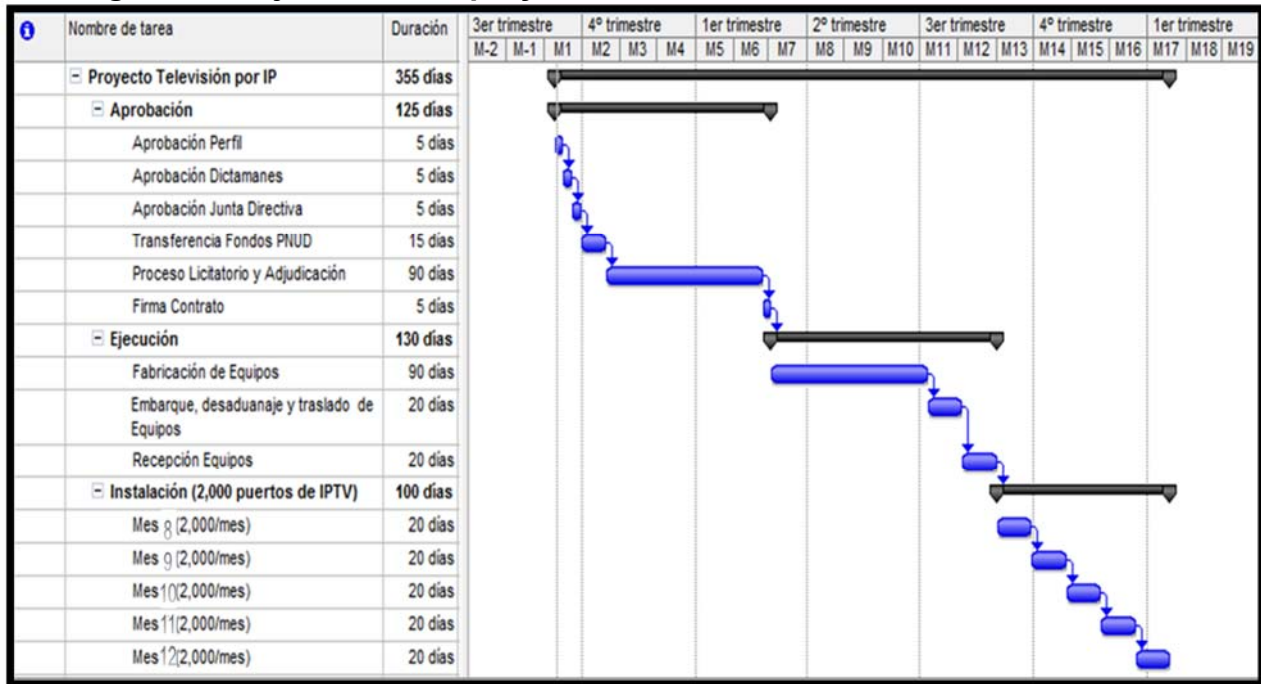 Nombre de tarea Duración 3er trimestre 4º trimestre 1er trimestre 2º trimestre 3er trimestre 4º trimestre 1er trimestre
M-2 M-1 M1 M2 M3 M4 M5 M6 M7 M8 M9 M10 M11 M12 M13 M14 M15 M16 M17 M18 M19
Proyecto Televisión por IP 355 días
Aprobación 125 días
Aprobación Perfil 5 días
Aprobación Dictamanes 5 días
Aprobación Junta Directiva 5 días
Transferencia Fondos PNUD 15 días
Proceso Licitatorio y Adjudicación 90 días
Firma Contrato 5 días
Ejecución 130 días
Fabricación de Equipos 90 días
Embarque, desaduanaje y traslado de 20 días
Equipos
Recepción Equipos 20 días
Instalación (2,000 puertos de IPTV) 100 días
Mes 8 (2,000/mes) 20 días
Mes 9 (2,000/mes) 20 días
Mes 10(2,000/mes) 20 días
Mes 11(2,000/mes) 20 días
Mes 12(2,000/mes) 20 días